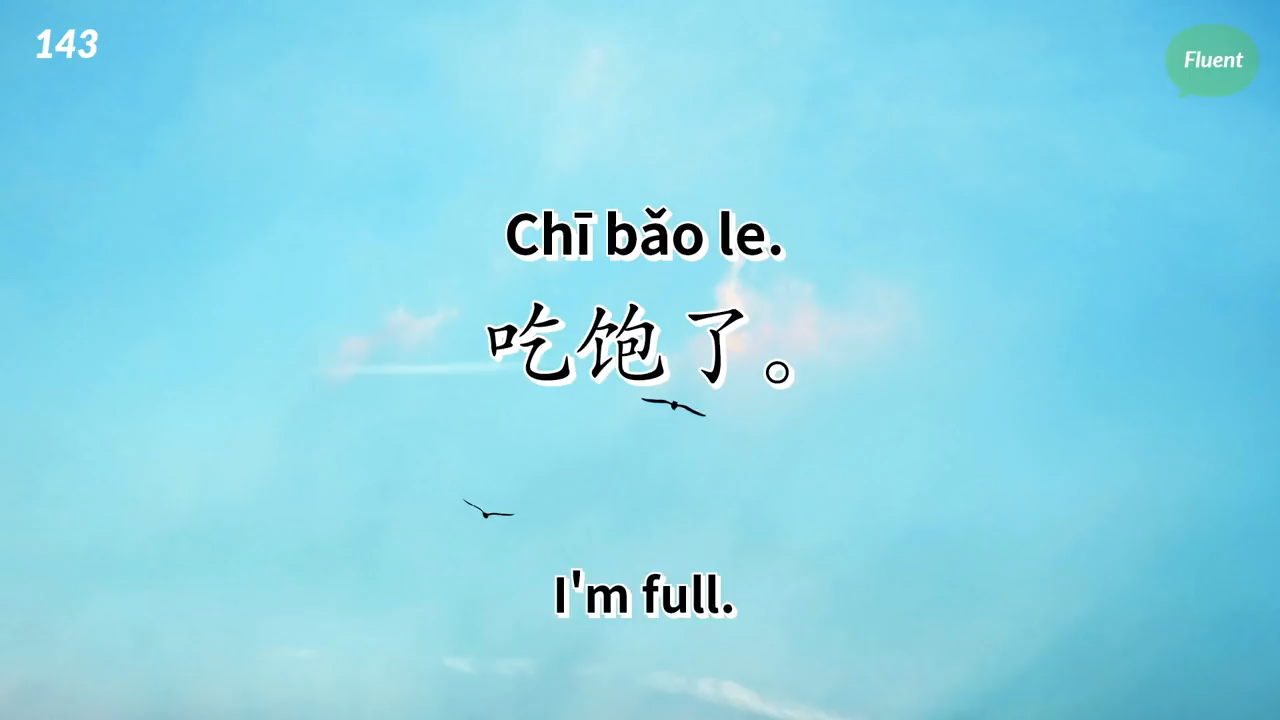 143
Fluent
Chī bǎo le.
吃饱了。
I'm full.